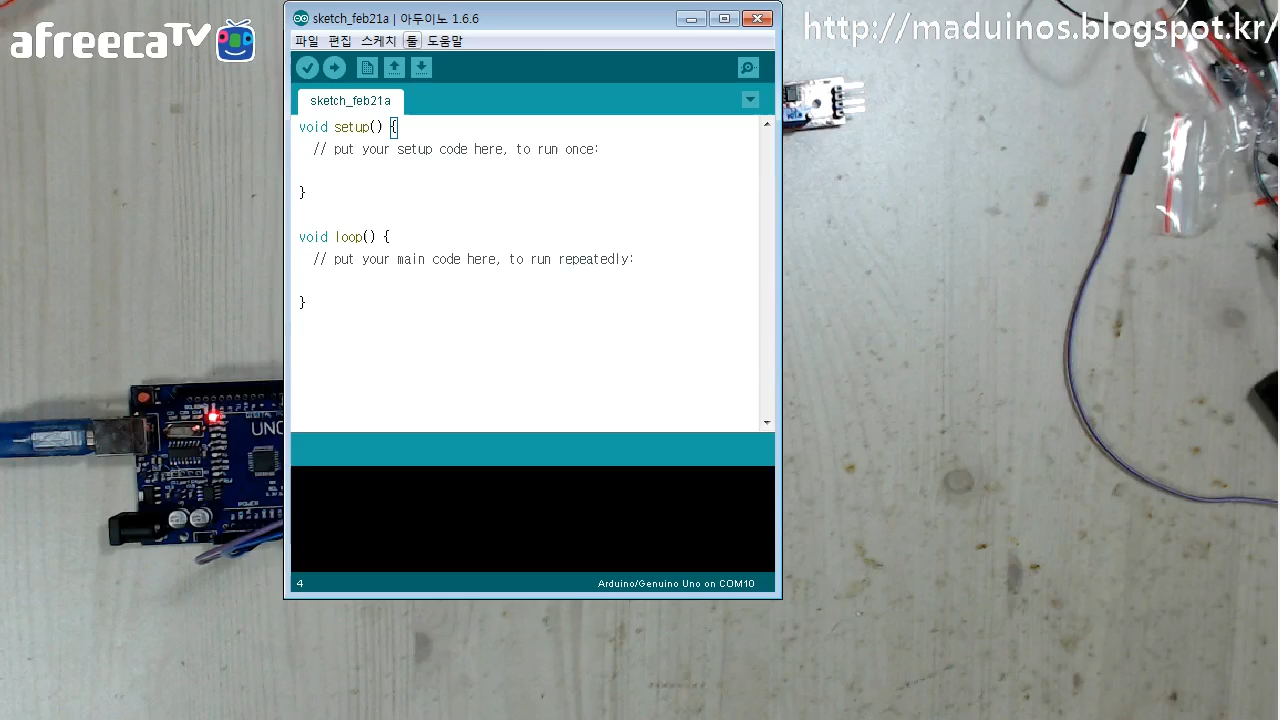 afreecaTV
http://maduinos.blogspot.kr/
sketch_feb21a | 아두이노 1.6.6
파일 편집 스케치 툴 도움말
sketch_feb21a
void setup() {
// put your setup code here, to run once:
}
void loop() {
// put your main code here, to run repeatedly:
}
UNO
4
Arduino/Genuino Uno on COM10